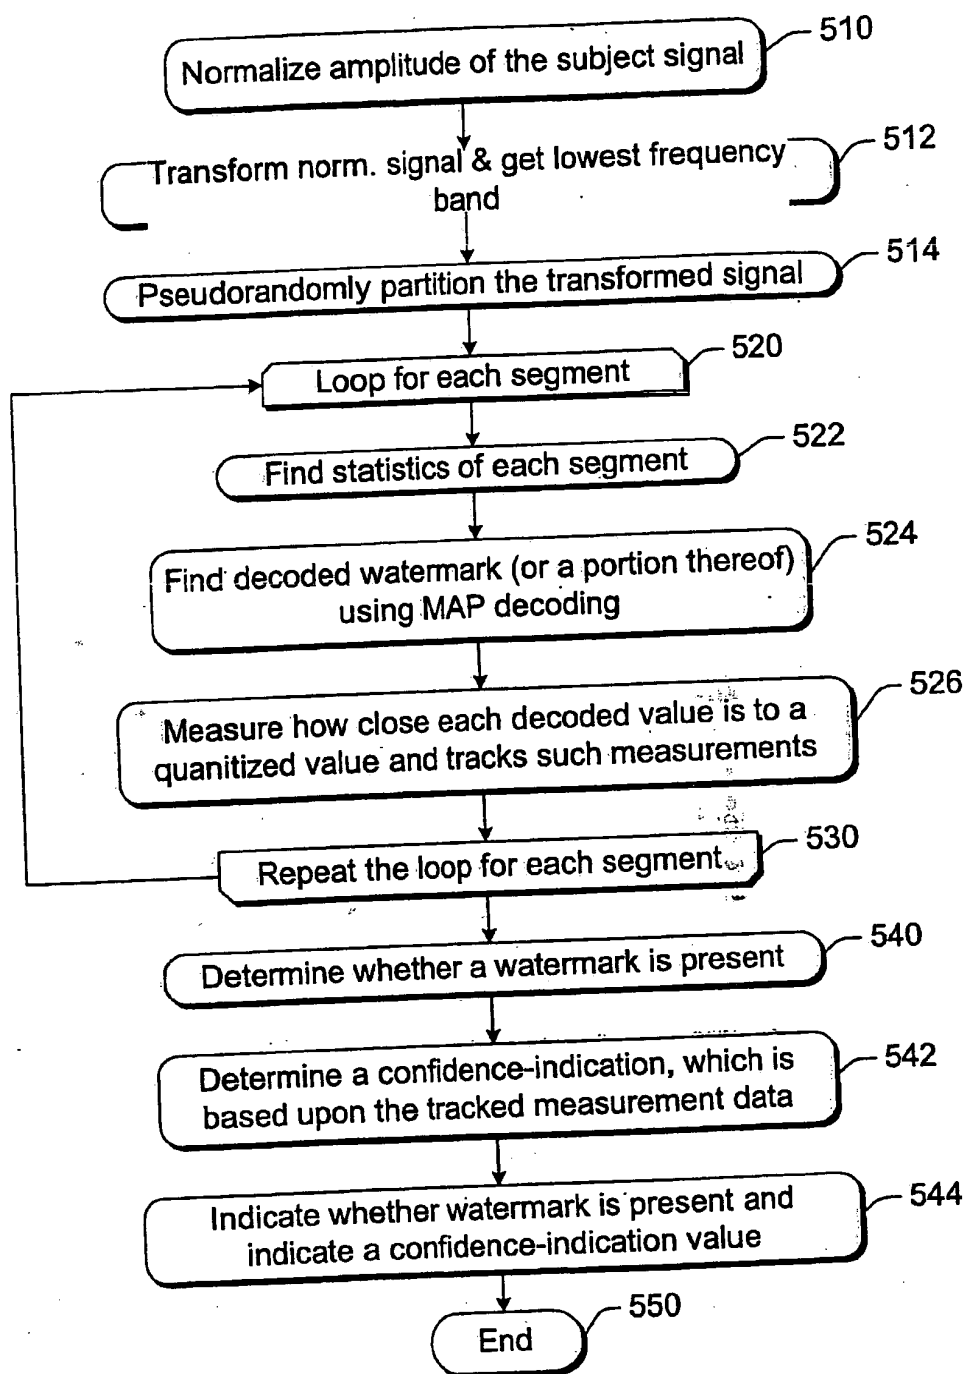 510
Normalize amplitude of the subject signal
512
Transform norm. signal & get lowest frequency
band
514
Pseudorandomly partition the transformed signal
520
Loop for each segment
522
Find statistics of each segment
524
Find decoded watermark (or a portion thereof)
using MAP decoding
526
Measure how close each decoded value is to a
quanitized value and tracks such measurements
530
Repeat the loop for each segment
540
Determine whether a watermark is present
542
Determine a confidence-indication, which is
based upon the tracked measurement data
544
Indicate whether watermark is present and
indicate a confidence-indication value
550
End